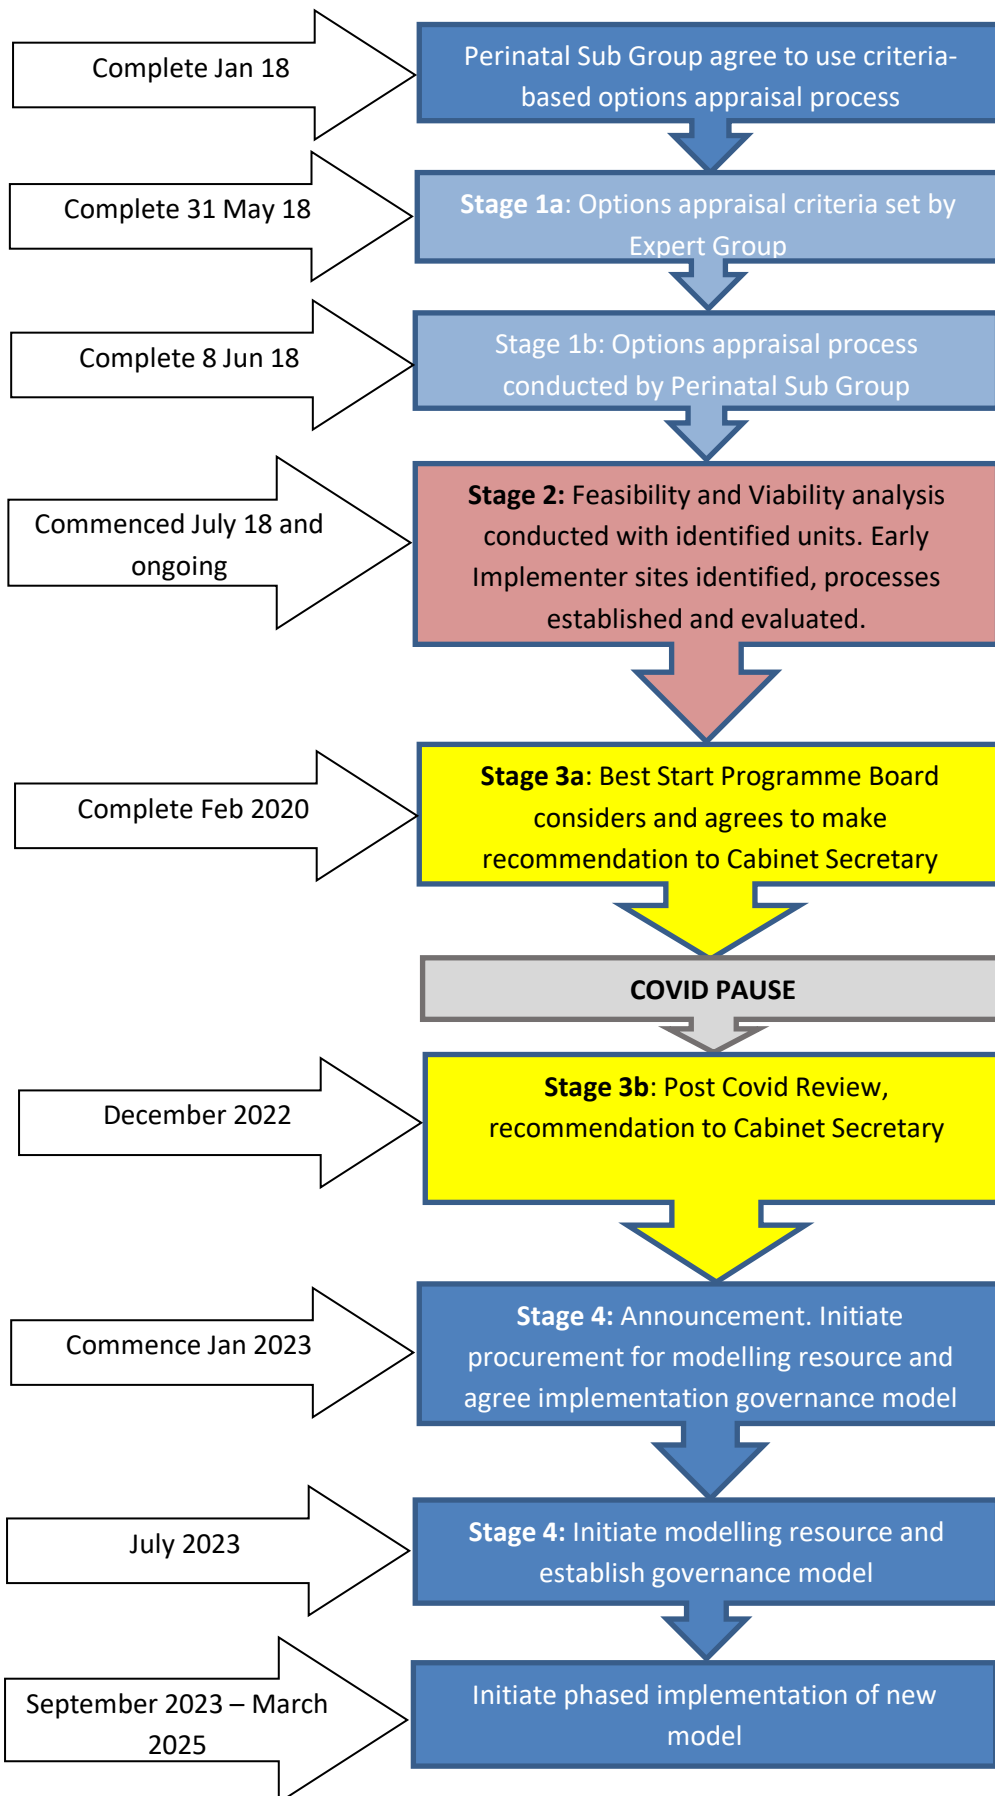 Complete Jan 18
Perinatal Sub Group agree to use criteria-
based options appraisal process
Complete 31 May 18
Stage 1a: Options appraisal criteria set by
Expert Group
Complete 8 Jun 18
Stage 1b: Options appraisal process
conducted by Perinatal Sub Group
Commenced July 18 and
ongoing
Stage 2: Feasibility and Viability analysis
conducted with identified units. Early
Implementer sites identified, processes
established and evaluated.
Complete Feb 2020
Stage 3a: Best Start Programme Board
considers and agrees to make
recommendation to Cabinet Secretary
COVID PAUSE
December 2022
Stage 3b: Post Covid Review,
recommendation to Cabinet Secretary
Commence Jan 2023
Stage 4: Announcement. Initiate
procurement for modelling resource and
agree implementation governance model
July 2023
Stage 4: Initiate modelling resource and
establish governance model
September 2023 – March
2025
Initiate phased implementation of new
model